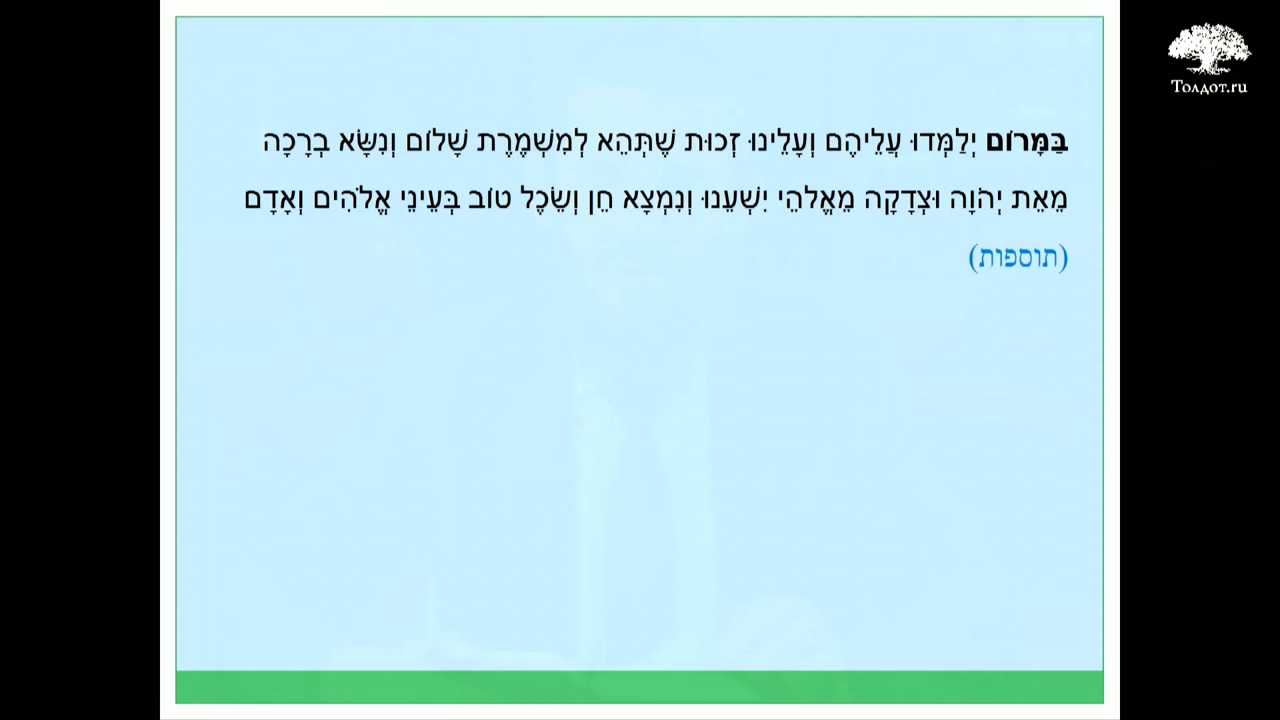 בַּמָּרוֹם יְלַמְּדוּ עֲלֵיהֶם וְעָלֵינוּ זְכוּת שֶׁתְּהֵא לְמִשְׁמֶרֶת שָׁלוֹם וְנִשָּׂא בְרָכָה
מֵאֵת יְהֹוָה וּצְדָקָה מֵאֱלֹהֵי יִשְׁעֵנוּ וְנִמְצָא חֵן וְשֵׂכֶל טוֹב בְּעֵינֵי אֱלֹהִים וְאָדָם
(תוספות)
Толдот.ru